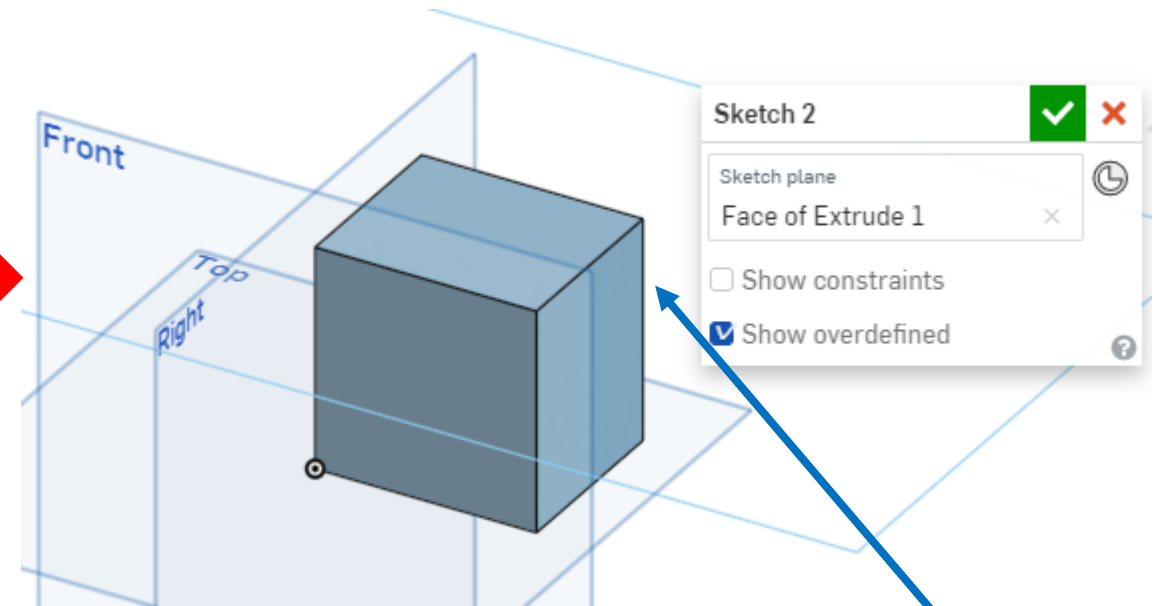 Front
Top
Right
Sketch 2
Sketch plane
Face of Extrude 1
Show constraints
Show overdefined
?